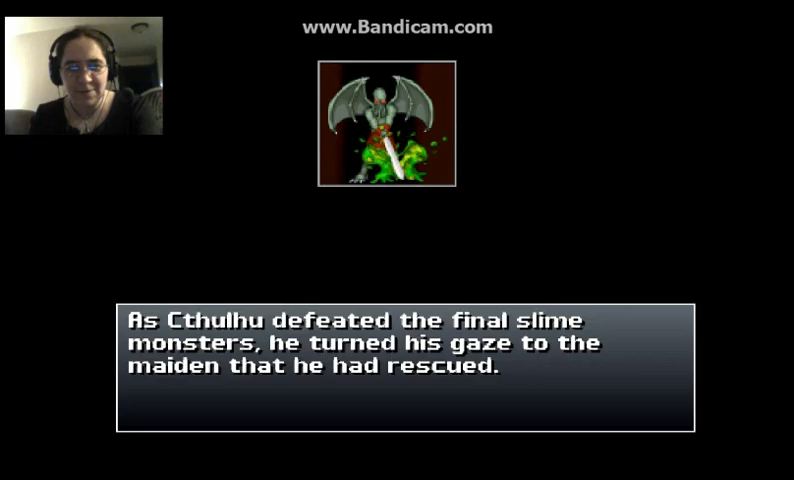 www.Bandicam.com
As Cthulhu defeated the final slime
monsters, he turned his gaze to the
maiden that he had rescued.